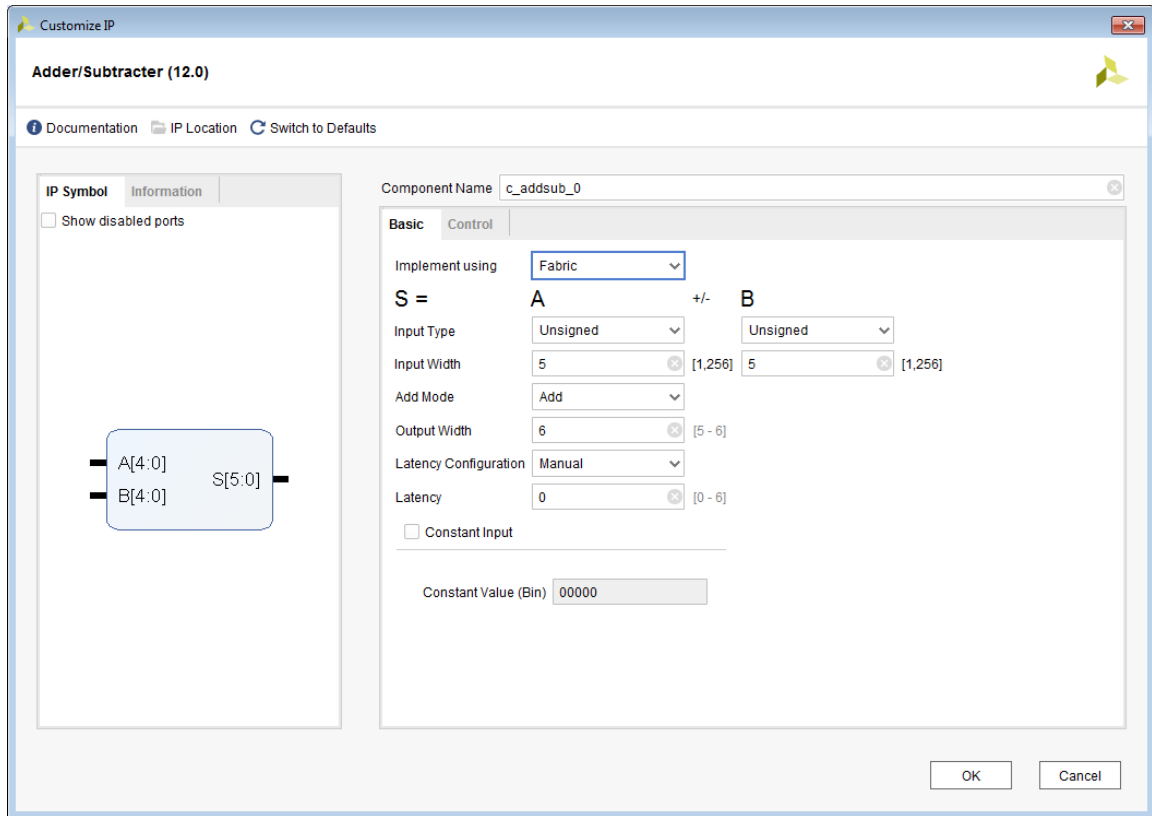 Customize IP
Adder/Subtracter (12.0)
Documentation IP Location Switch to Defaults
IP Symbol Information
Show disabled ports
A[4:0]
B[4:0]
S[5:0]
Component Name c_addsub_0
Basic Control
Implement using Fabric
S = A +/- B
Input Type Unsigned Unsigned
Input Width 5 [1,256] 5 [1,256]
Add Mode Add
Output Width 6 [5 - 6]
Latency Configuration Manual
Latency 0 [0 - 6]
Constant Input
Constant Value (Bin) 00000
OK Cancel